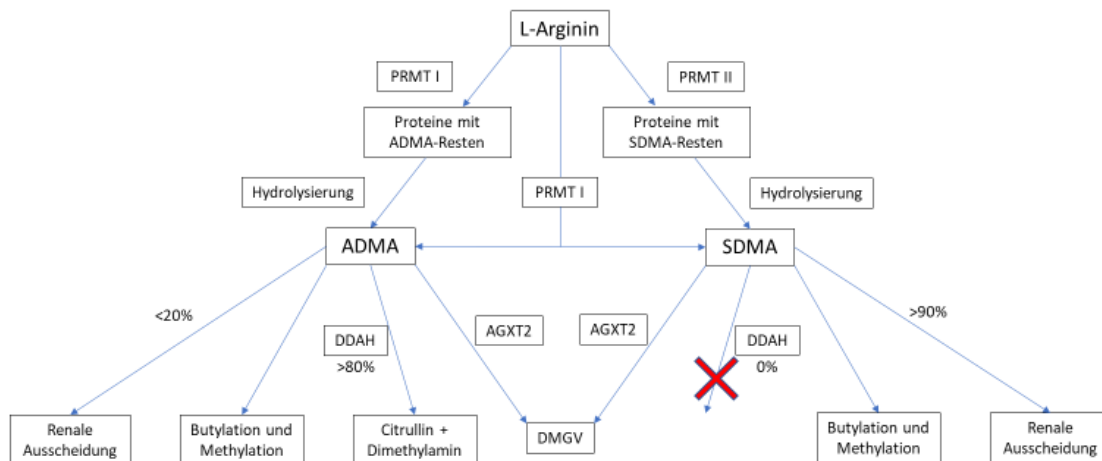 L-Arginin
PRMT I
PRMT II
Proteine mit
ADMA-Resten
Proteine mit
SDMA-Resten
Hydrolysierung
PRMT I
Hydrolysierung
ADMA
SDMA
<20%
DDAH
>80%
AGXT2
AGXT2
DDAH
0%
>90%
Renale
Ausscheidung
Butylation und
Methylation
Citrullin +
Dimethylamin
DMGV
Butylation und
Methylation
Renale
Ausscheidung